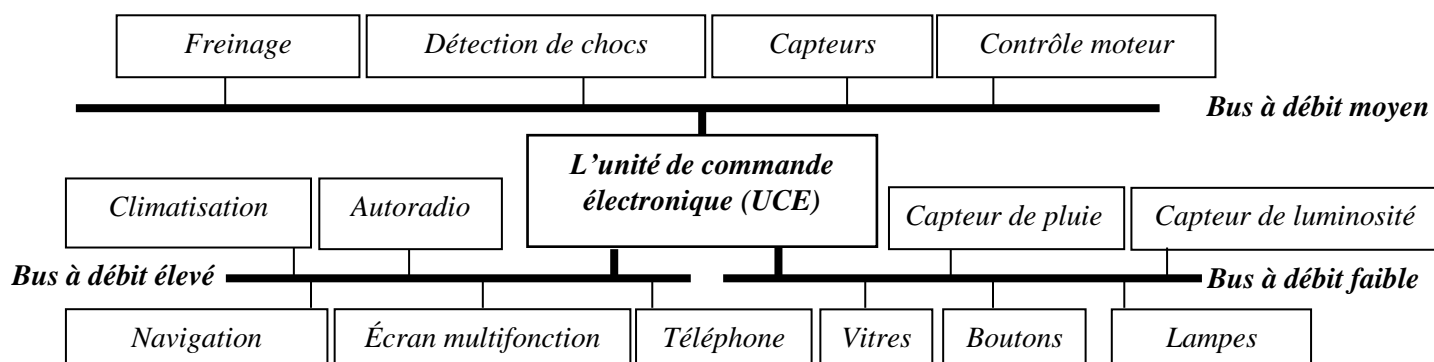 Freinage
Détection de chocs
Capteurs
Contrôle moteur
Bus à débit moyen
L’unité de commande
électronique (UCE)
Climatisation
Autoradio
Capteur de pluie
Capteur de luminosité
Bus à débit élevé
Bus à débit faible
Navigation
Écran multifonction
Téléphone
Vitres
Boutons
Lampes